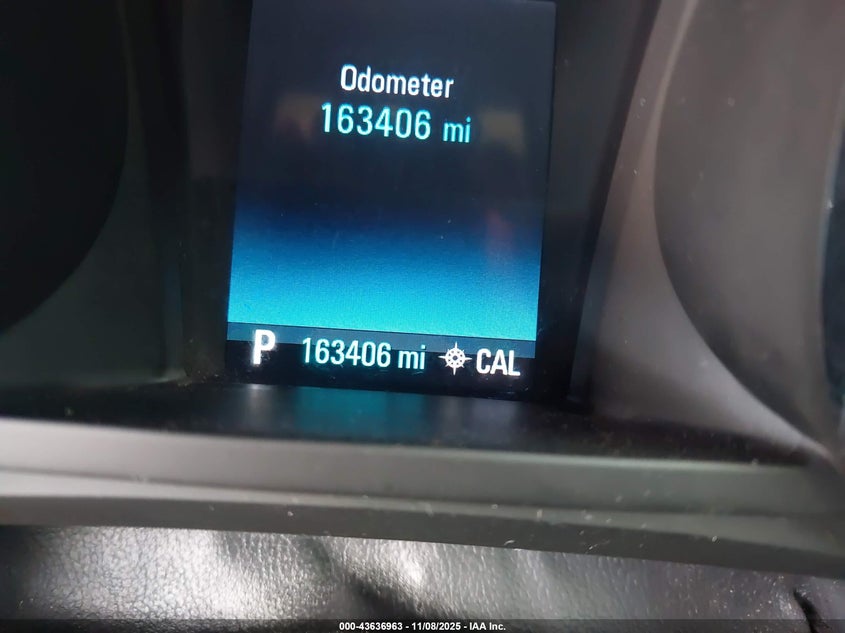 Odometer
163406 mi
P 163406 mi CAL
000-43636963 - 11/08/2025 - IAA Inc.